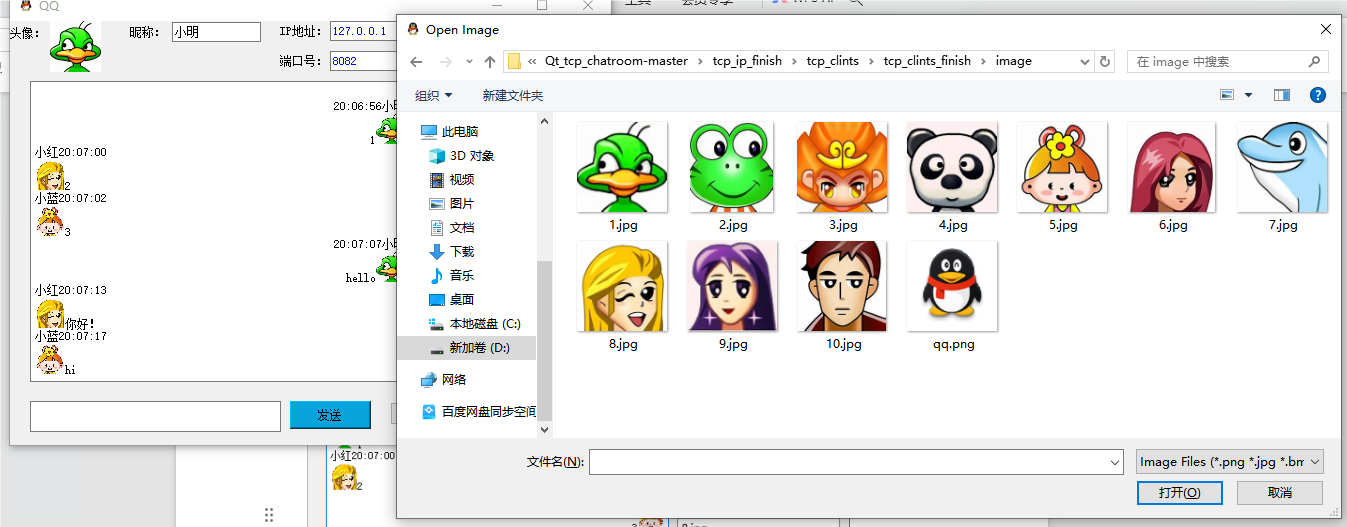 QQ
头像：
昵称：
小明
IP地址：
127.0.0.1
端口号：
8082
20:06:56小明
1
小红20:07:00
2
小蓝20:07:02
3
20:07:07小明
hello
小红20:07:13
你好!
小蓝20:07:17
hi
发送
小红20:07:00
2
Open Image
« Qt_tcp_chatroom-master › tcp_ip_finish › tcp_clints › tcp_clints_finish › image
在 image 中搜索
组织
新建文件夹
此电脑
3D 对象
视频
图片
文档
下载
音乐
桌面
本地磁盘 (C:)
新加卷 (D:)
网络
百度网盘同步空间
1.jpg
2.jpg
3.jpg
4.jpg
5.jpg
6.jpg
7.jpg
8.jpg
9.jpg
10.jpg
qq.png
文件名(N):
Image Files (*.png *.jpg *.bm
打开(O)
取消